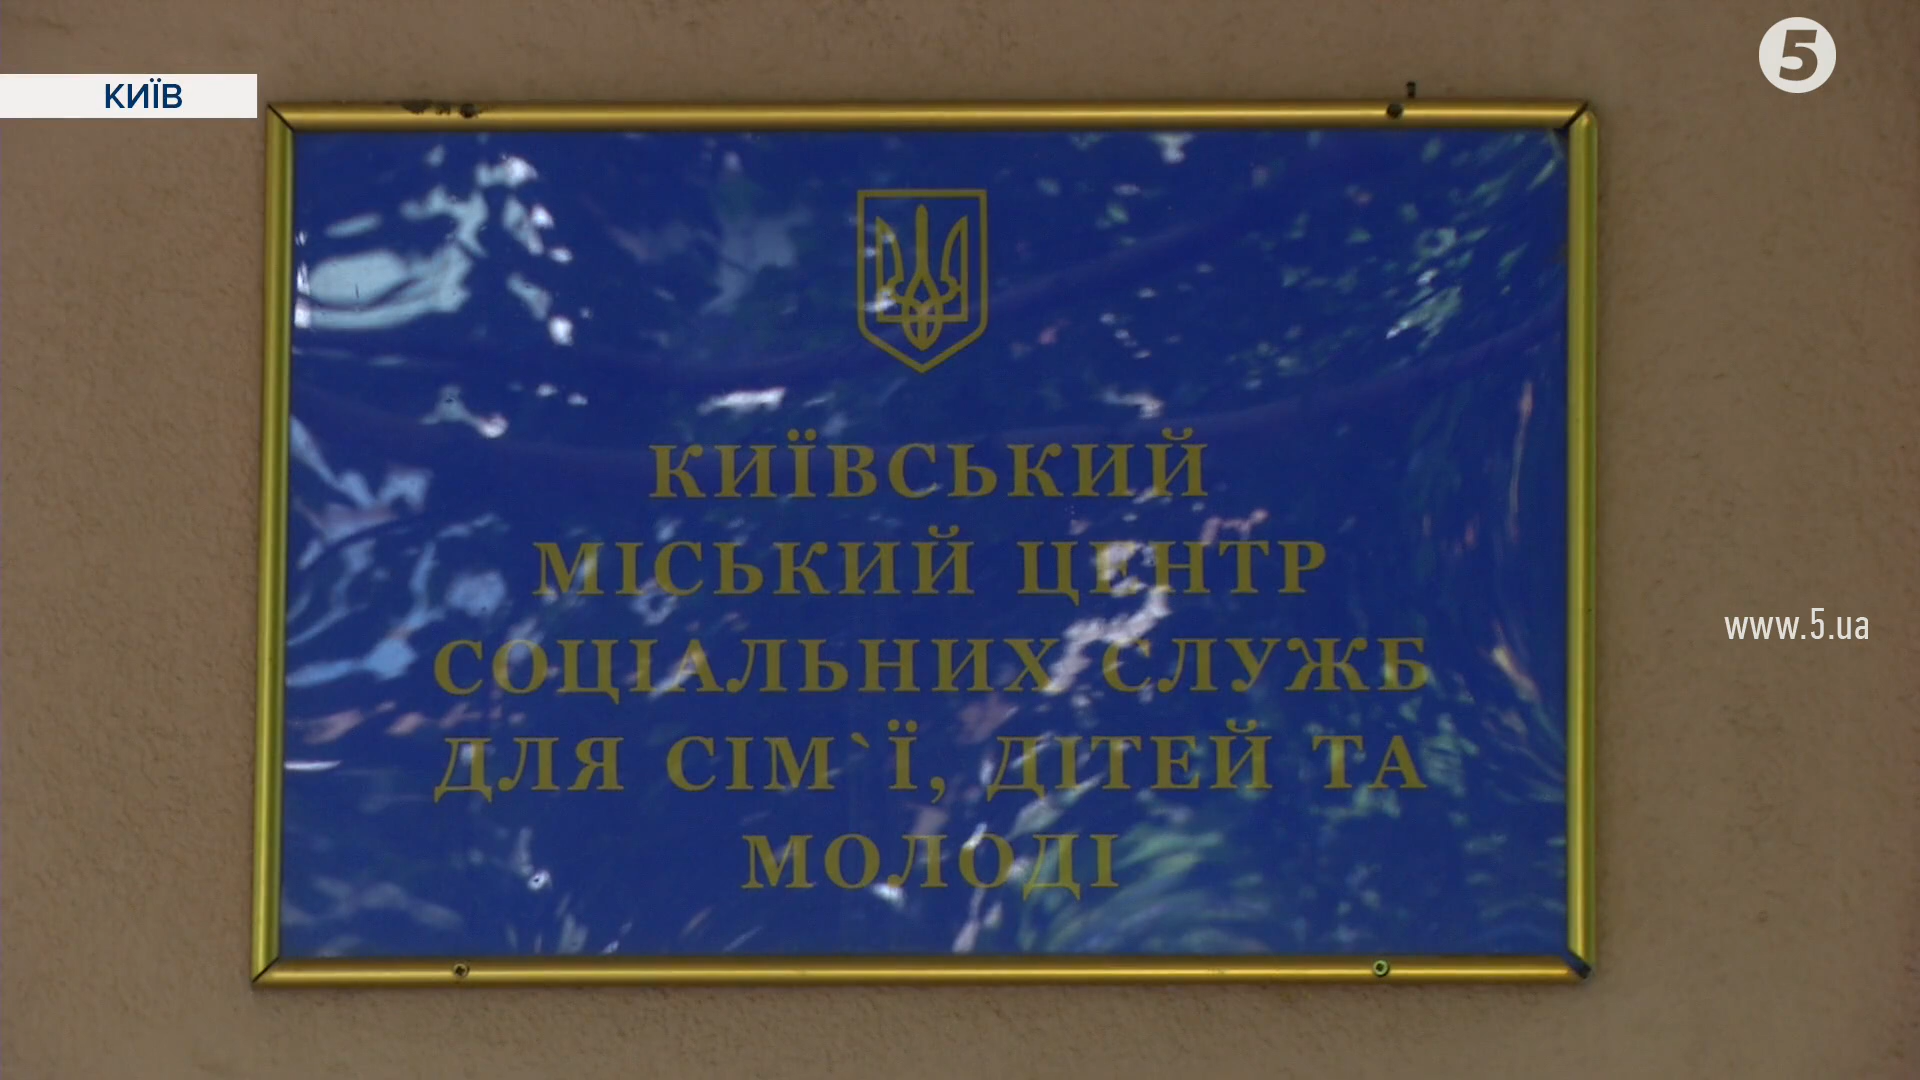 КИЇВ
5
КИЇВСЬКИЙ
МІСЬКИЙ ЦЕНТР
СОЦІАЛЬНИХ СЛУЖБ
ДЛЯ СІМ`Ї, ДІТЕЙ ТА
МОЛОДІ
www.5.ua